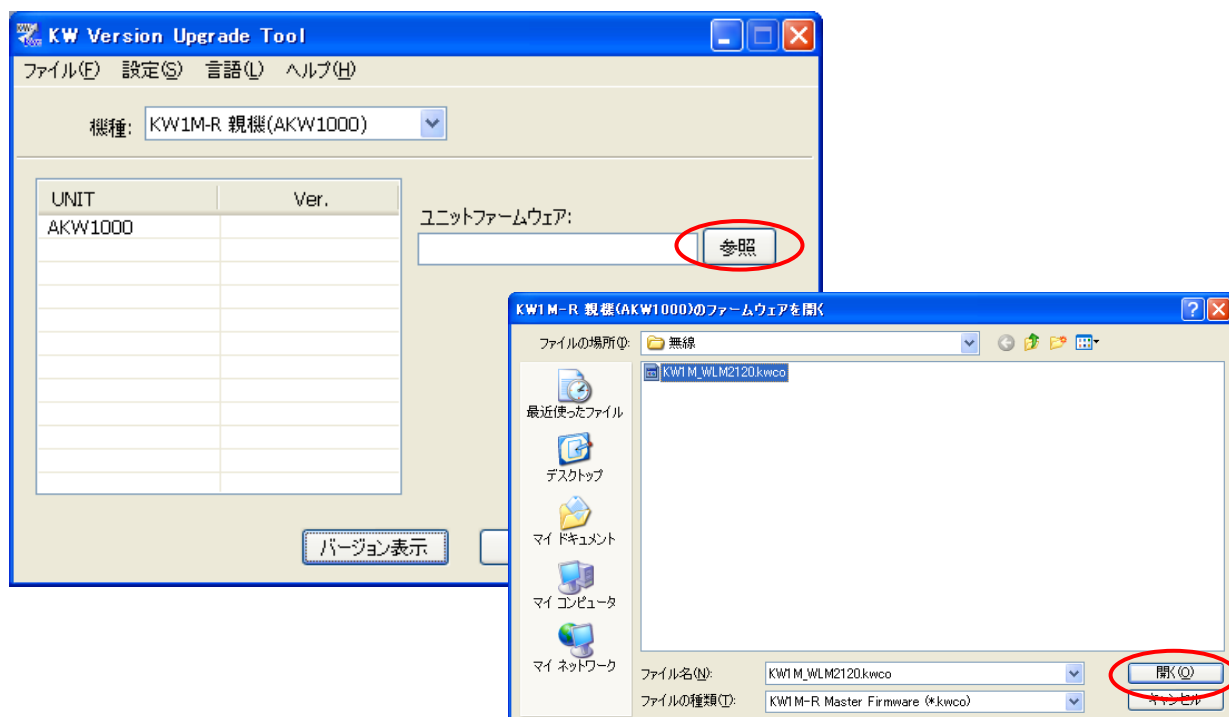 KW Version Upgrade Tool
ファイル(F) 設定(S) 言語(L) ヘルプ(H)
機種: KW1M-R 親機(AKW1000)
UNIT Ver.
AKW1000
ユニットファームウェア:
参照
バージョン表示
KW1M-R 親機(AKW1000)のファームウェアを開く
ファイルの場所(I): 無線
KW1M_WLM2120.kwco
最近使ったファイル
デスクトップ
マイ ドキュメント
マイ コンピュータ
マイ ネットワーク
ファイル名(N): KW1M_WLM2120.kwco 開く(O)
ファイルの種類(T): KW1M-R Master Firmware (*.kwco) キャンセル